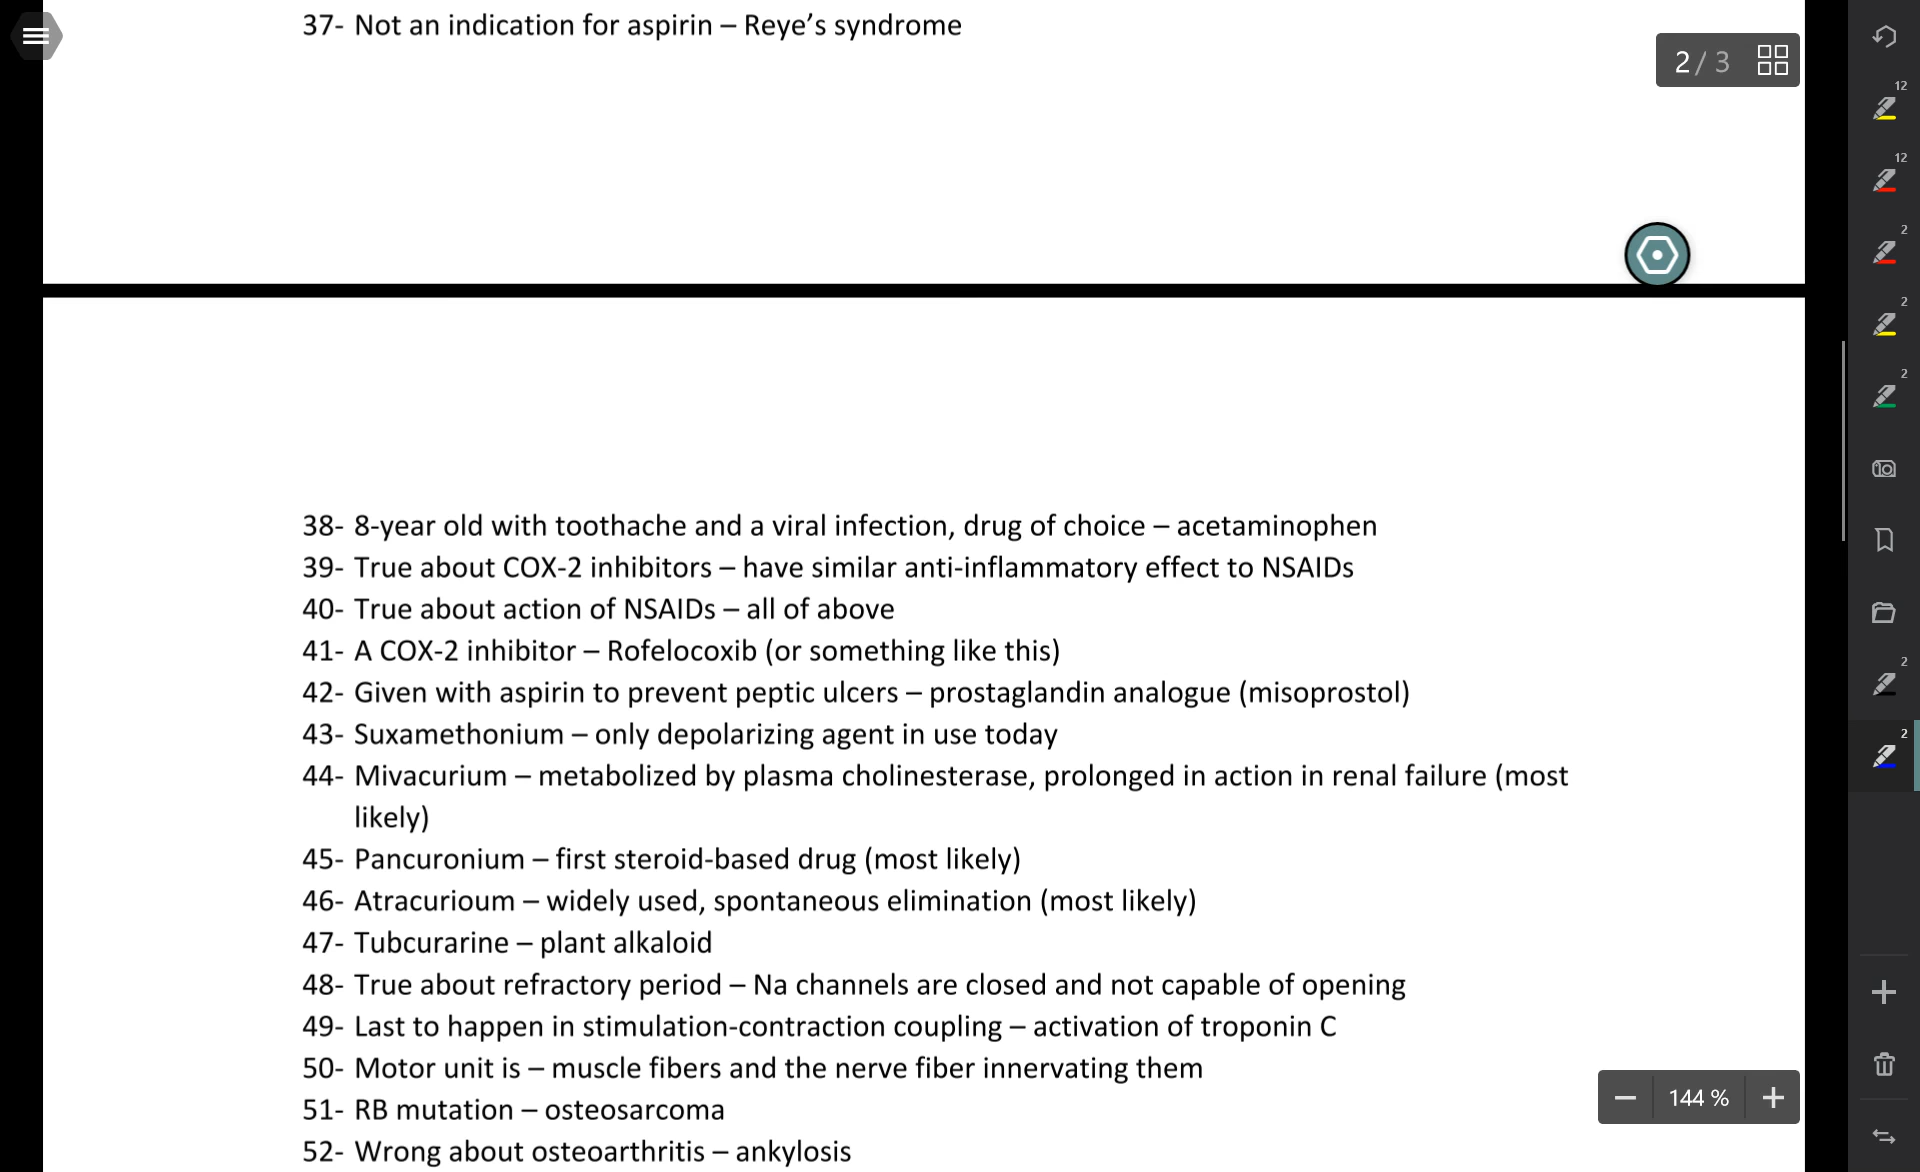 37- Not an indication for aspirin – Reye’s syndrome
2 / 3
12
12
2
2
2
38- 8-year old with toothache and a viral infection, drug of choice – acetaminophen
39- True about COX-2 inhibitors – have similar anti-inflammatory effect to NSAIDs
40- True about action of NSAIDs – all of above
41- A COX-2 inhibitor – Rofelocoxib (or something like this)
42- Given with aspirin to prevent peptic ulcers – prostaglandin analogue (misoprostol)
43- Suxamethonium – only depolarizing agent in use today
44- Mivacurium – metabolized by plasma cholinesterase, prolonged in action in renal failure (most
likely)
45- Pancuronium – first steroid-based drug (most likely)
46- Atracurioum – widely used, spontaneous elimination (most likely)
47- Tubcurarine – plant alkaloid
48- True about refractory period – Na channels are closed and not capable of opening
49- Last to happen in stimulation-contraction coupling – activation of troponin C
50- Motor unit is – muscle fibers and the nerve fiber innervating them
51- RB mutation – osteosarcoma
52- Wrong about osteoarthritis – ankylosis
2
2
144 %